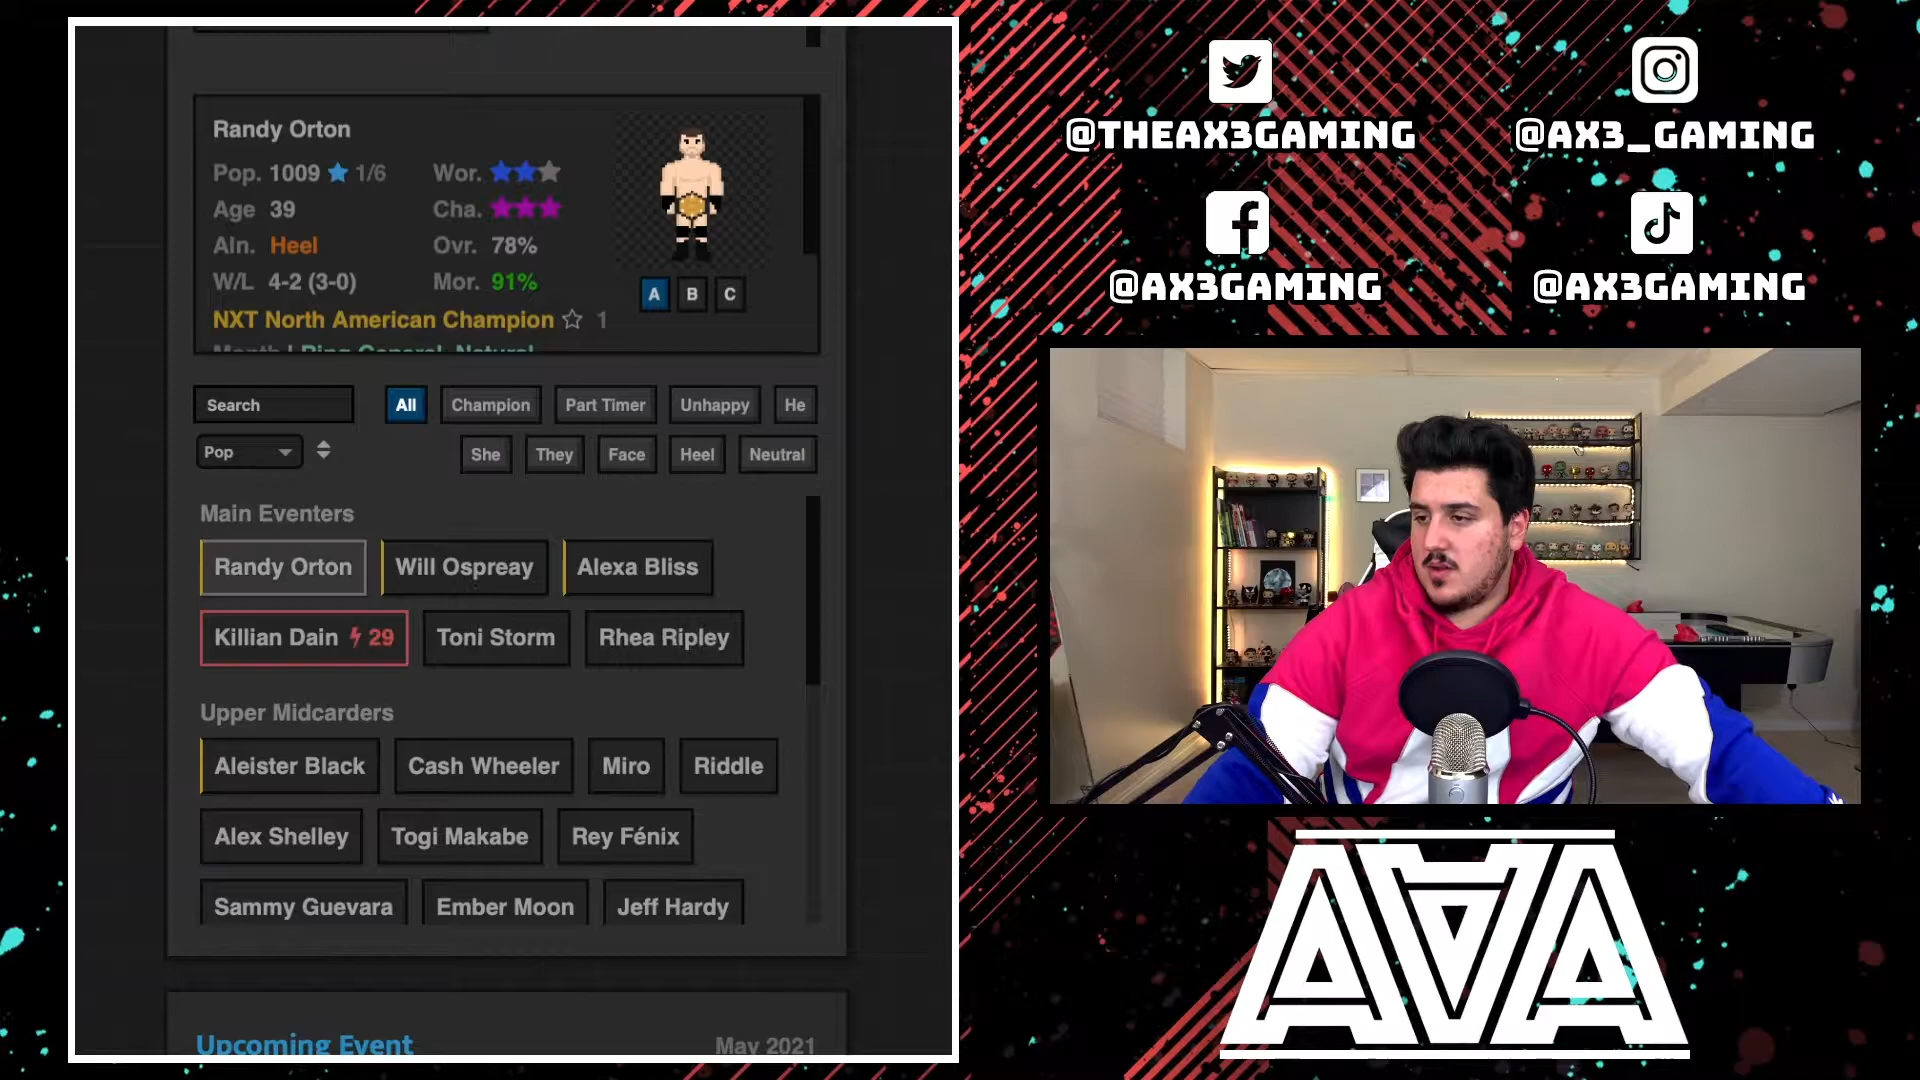 Randy Orton
Pop. 1009 1/6
Wor.
Age 39
Cha.
Aln. Heel
Ovr. 78%
W/L 4-2 (3-0)
Mor. 91%
A B C
NXT North American Champion ☆ 1
Month | Ring General, Natural
Search
All Champion Part Timer Unhappy He
Pop
She They Face Heel Neutral
Main Eventers
Randy Orton Will Ospreay Alexa Bliss
Killian Dain 29 Toni Storm Rhea Ripley
Upper Midcarders
Aleister Black Cash Wheeler Miro Riddle
Alex Shelley Togi Makabe Rey Fénix
Sammy Guevara Ember Moon Jeff Hardy
Upcoming Event May 2021
@THEAX3GAMING
@AX3_GAMING
@AX3GAMING
@AX3GAMING